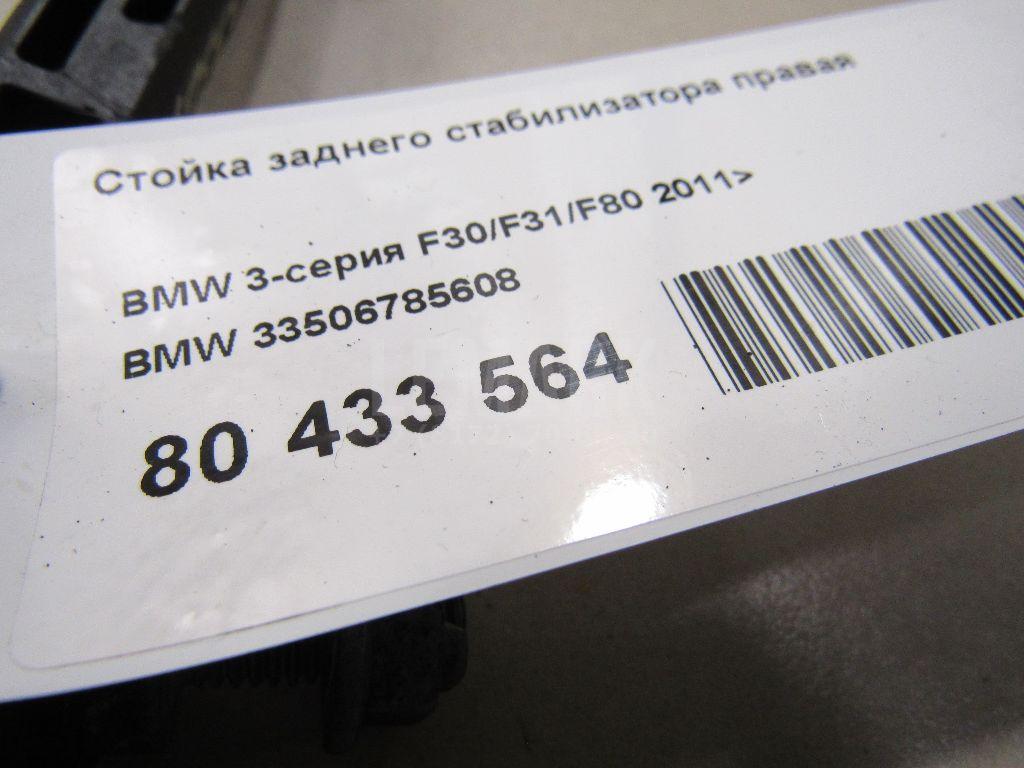 Стойка заднего стабилизатора правая
BMW 3-серия F30/F31/F80 2011>
BMW 33506785608
80 433 564